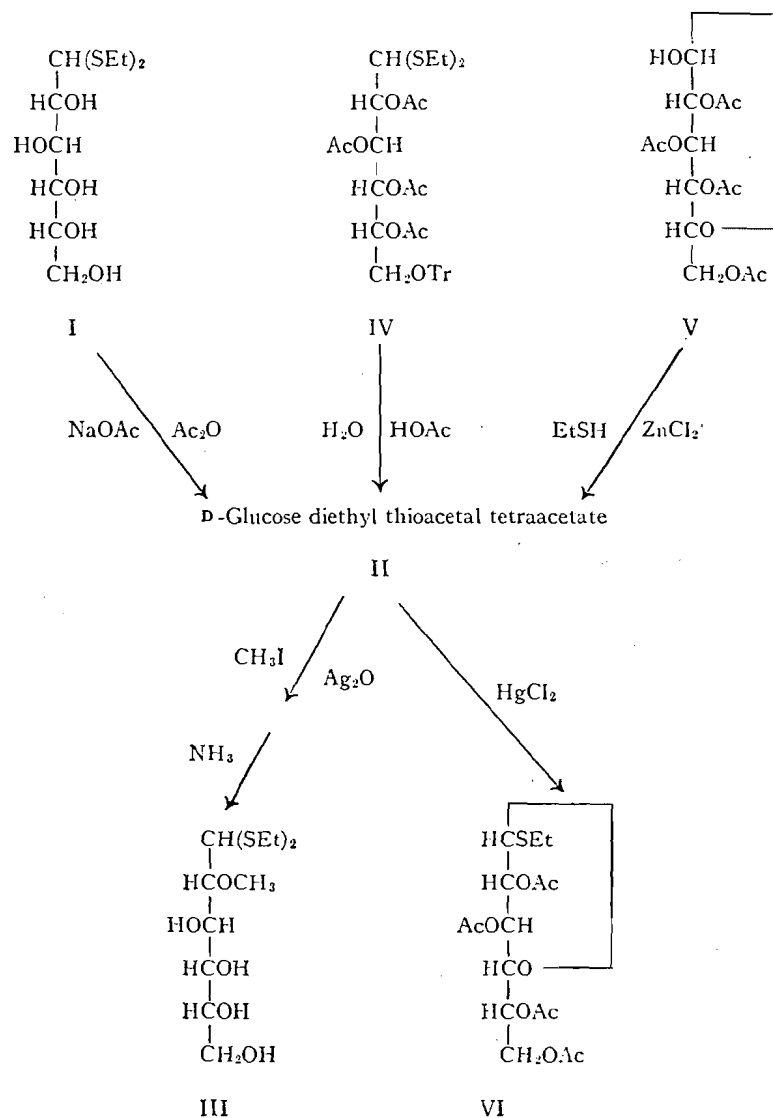 CH(SEt)₂ CH(SEt)₂ HOCH
HCOH HCOAc HCOAc
HOCH AcOCH AcOCH
HCOH HCOAc HCOAc
HCOH HCOAc HCO
CH₂OH CH₂OTr CH₂OAc
I IV V
NaOAc Ac₂O H₂O HOAc EtSH ZnCl₂
D-Glucose diethyl thioacetal tetraacetate
II
CH₃I Ag₂O HgCl₂
NH₃
CH(SEt)₂ HCSEt
HCOCH₃ HCOAc
HOCH AcOCH
HCOH HCO
HCOH HCOAc
CH₂OH CH₂OAc
III VI